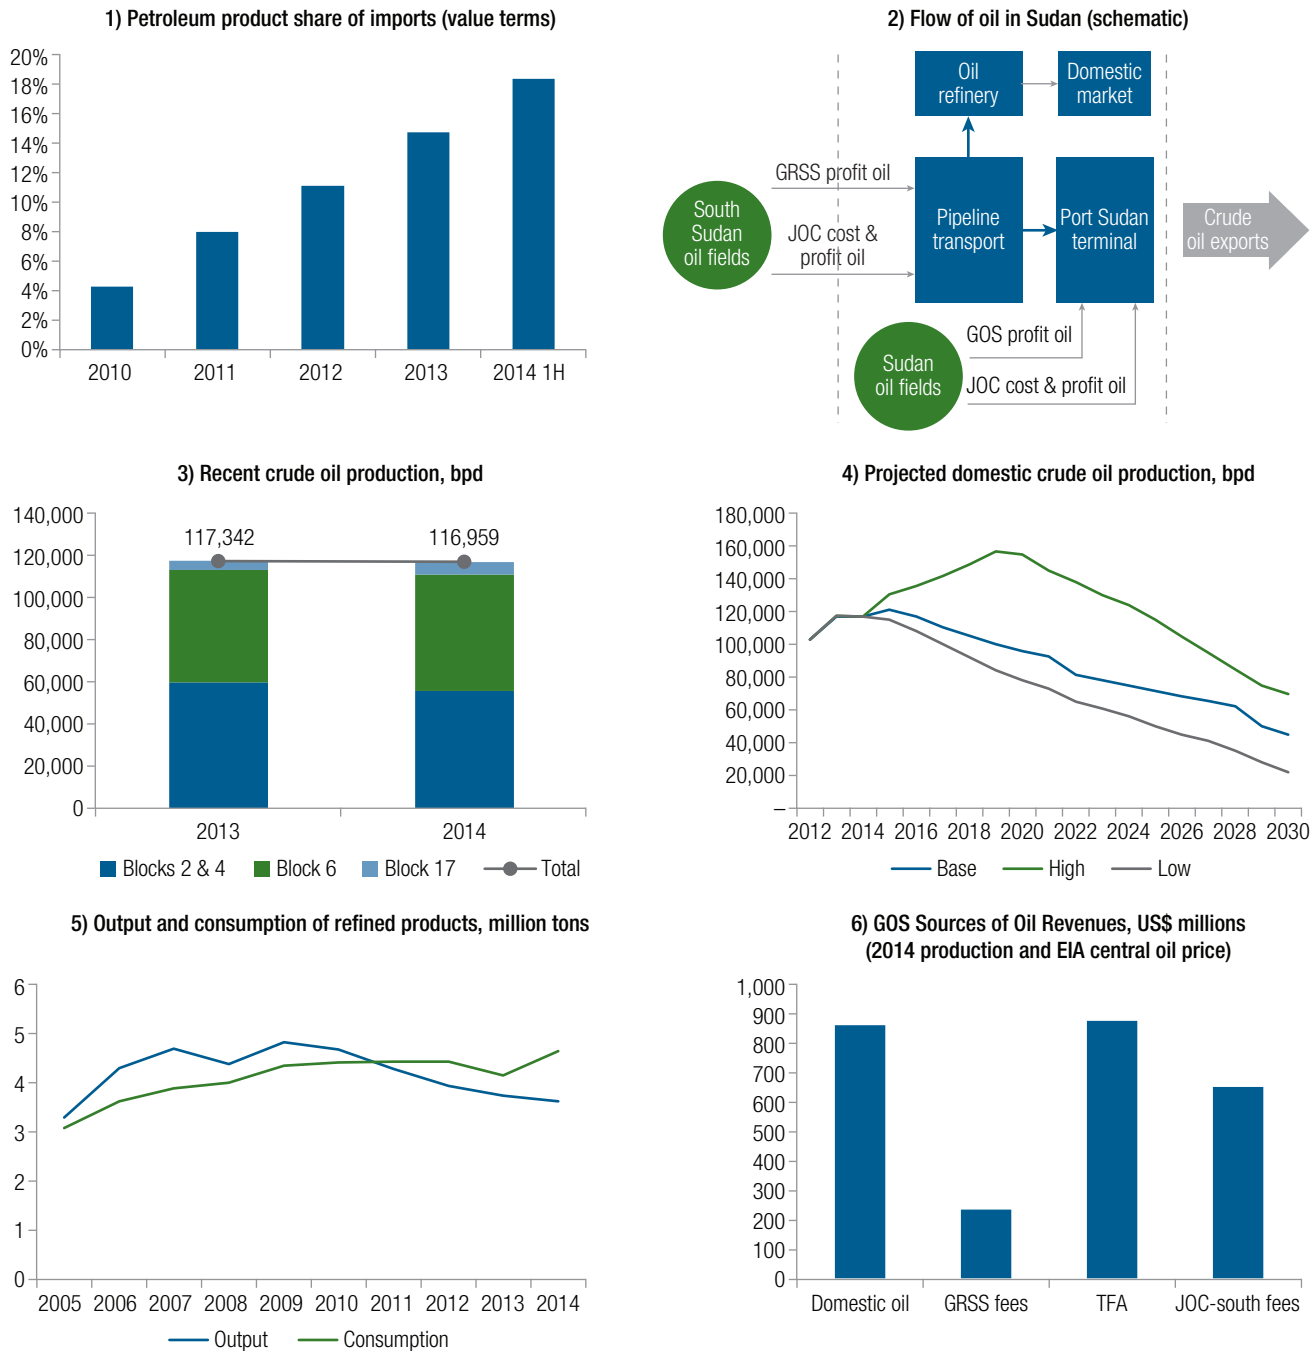 1) Petroleum product share of imports (value terms)
20%
18%
16%
14%
12%
10%
8%
6%
4%
2%
0%
2010
2011
2012
2013
2014 1H
2) Flow of oil in Sudan (schematic)
Oil
refinery
Domestic
market
GRSS profit oil
South
Sudan
oil fields
JOC cost &
profit oil
Pipeline
transport
Port Sudan
terminal
Crude
oil exports
GOS profit oil
Sudan
oil fields
JOC cost & profit oil
3) Recent crude oil production, bpd
140,000
120,000
100,000
80,000
60,000
40,000
20,000
0
117,342
116,959
2013
2014
Blocks 2 & 4
Block 6
Block 17
Total
4) Projected domestic crude oil production, bpd
180,000
160,000
140,000
120,000
100,000
80,000
60,000
40,000
20,000
–
2012
2014
2016
2018
2020
2022
2024
2026
2028
2030
Base
High
Low
5) Output and consumption of refined products, million tons
6
5
4
3
2
1
0
2005
2006
2007
2008
2009
2010
2011
2012
2013
2014
Output
Consumption
6) GOS Sources of Oil Revenues, US$ millions
(2014 production and EIA central oil price)
1,000
900
800
700
600
500
400
300
200
100
0
Domestic oil
GRSS fees
TFA
JOC-south fees